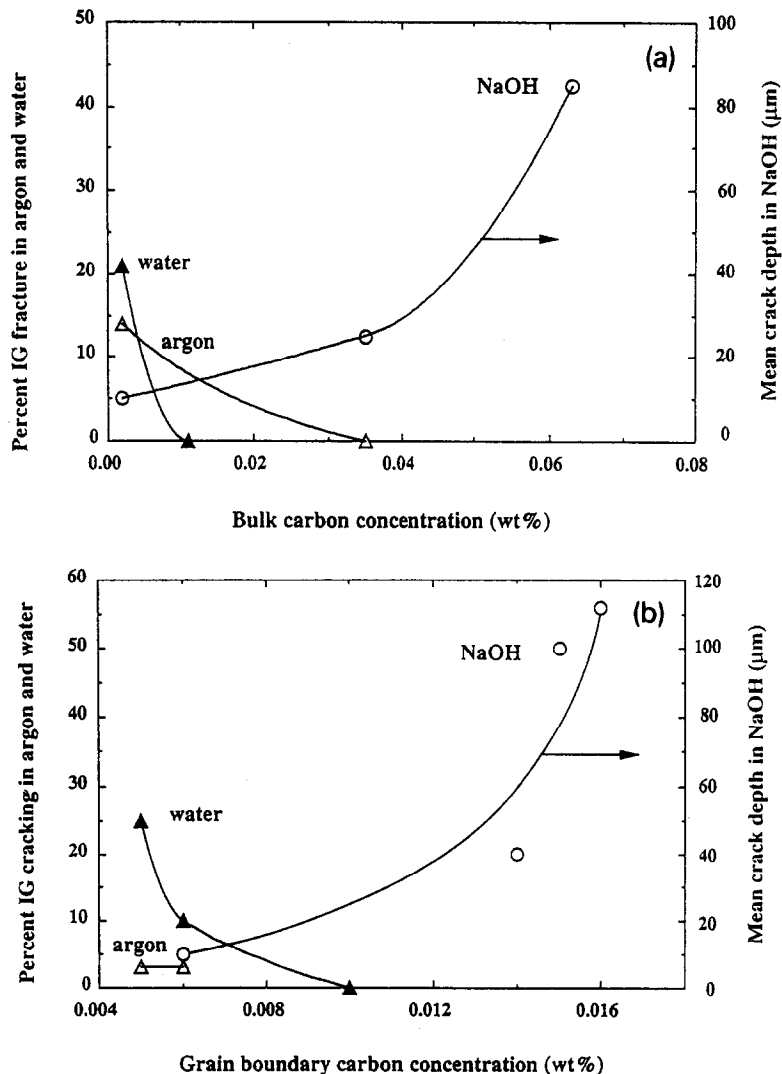 (a)
50
40
30
20
10
0
Percent IG fracture in argon and water
100
80
60
40
20
0
Mean crack depth in NaOH (μm)
NaOH
water
argon
0.00 0.02 0.04 0.06 0.08
Bulk carbon concentration (wt%)
(b)
60
50
40
30
20
10
0
Percent IG cracking in argon and water
120
100
80
60
40
20
0
Mean crack depth in NaOH (μm)
NaOH
water
argon
0.004 0.008 0.012 0.016
Grain boundary carbon concentration (wt%)